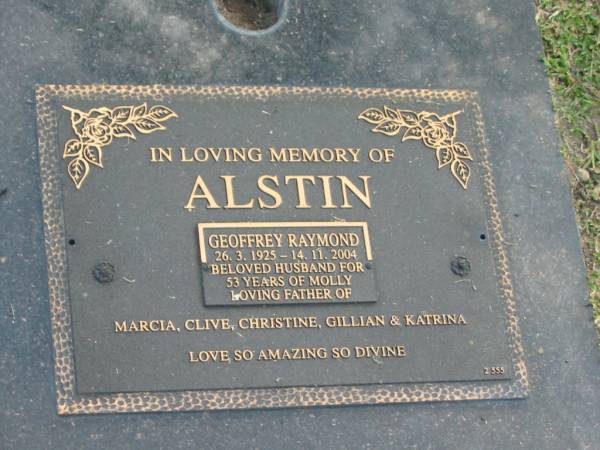 IN LOVING MEMORY OF
ALSTIN
GEOFFREY RAYMOND
26. 3. 1925 - 14. 11. 2004
BELOVED HUSBAND FOR
53 YEARS OF MOLLY
LOVING FATHER OF
MARCIA, CLIVE, CHRISTINE, GILLIAN & KATRINA
LOVE SO AMAZING SO DIVINE
2 555